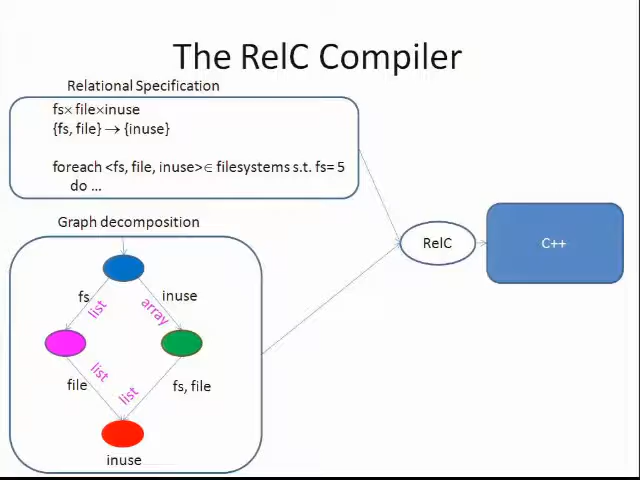 The RelC Compiler
Relational Specification
fs× file×inuse
{fs, file} → {inuse}
foreach <fs, file, inuse>∈ filesystems s.t. fs= 5
do ...
Graph decomposition
RelC
C++
fs
inuse
list
array
file
list
list
fs, file
inuse